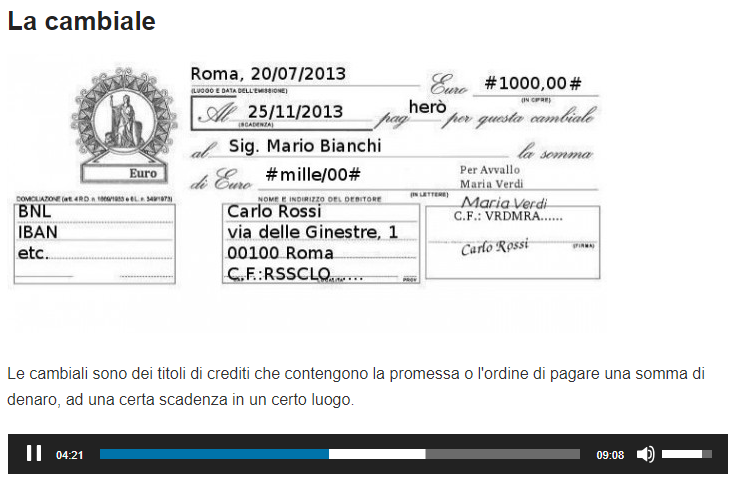 La cambiale
Roma, 20/07/2013
(LUOGO E DATA DELL'EMISSIONE)
Euro #1000,00#
(IN CIFRE)
Al 25/11/2013 pagherò per questa cambiale
(SCADENZA)
al Sig. Mario Bianchi la somma
di Euro #mille/00#
(IN LETTERE)
Euro
Per Avvallo
Maria Verdi
Maria Verdi
C.F.: VRDMRA......
Carlo Rossi
(FIRMA)
DOMICILIAZIONE (art. 4 R.D. n. 1669/1933 e 6 L. n. 349/1973)
BNL
IBAN
etc.
NOME E INDIRIZZO DEL DEBITORE
Carlo Rossi
via delle Ginestre, 1
00100 Roma
C.F.:RSSCLO......
PROV
Le cambiali sono dei titoli di crediti che contengono la promessa o l'ordine di pagare una somma di
denaro, ad una certa scadenza in un certo luogo.
04:21
09:08